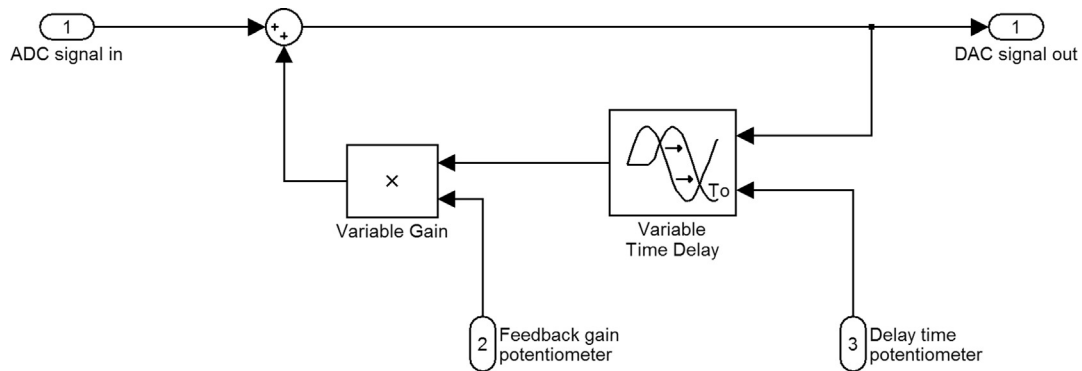 1
ADC signal in
+
+
1
DAC signal out
×
Variable Gain
To
Variable
Time Delay
2
Feedback gain
potentiometer
3
Delay time
potentiometer